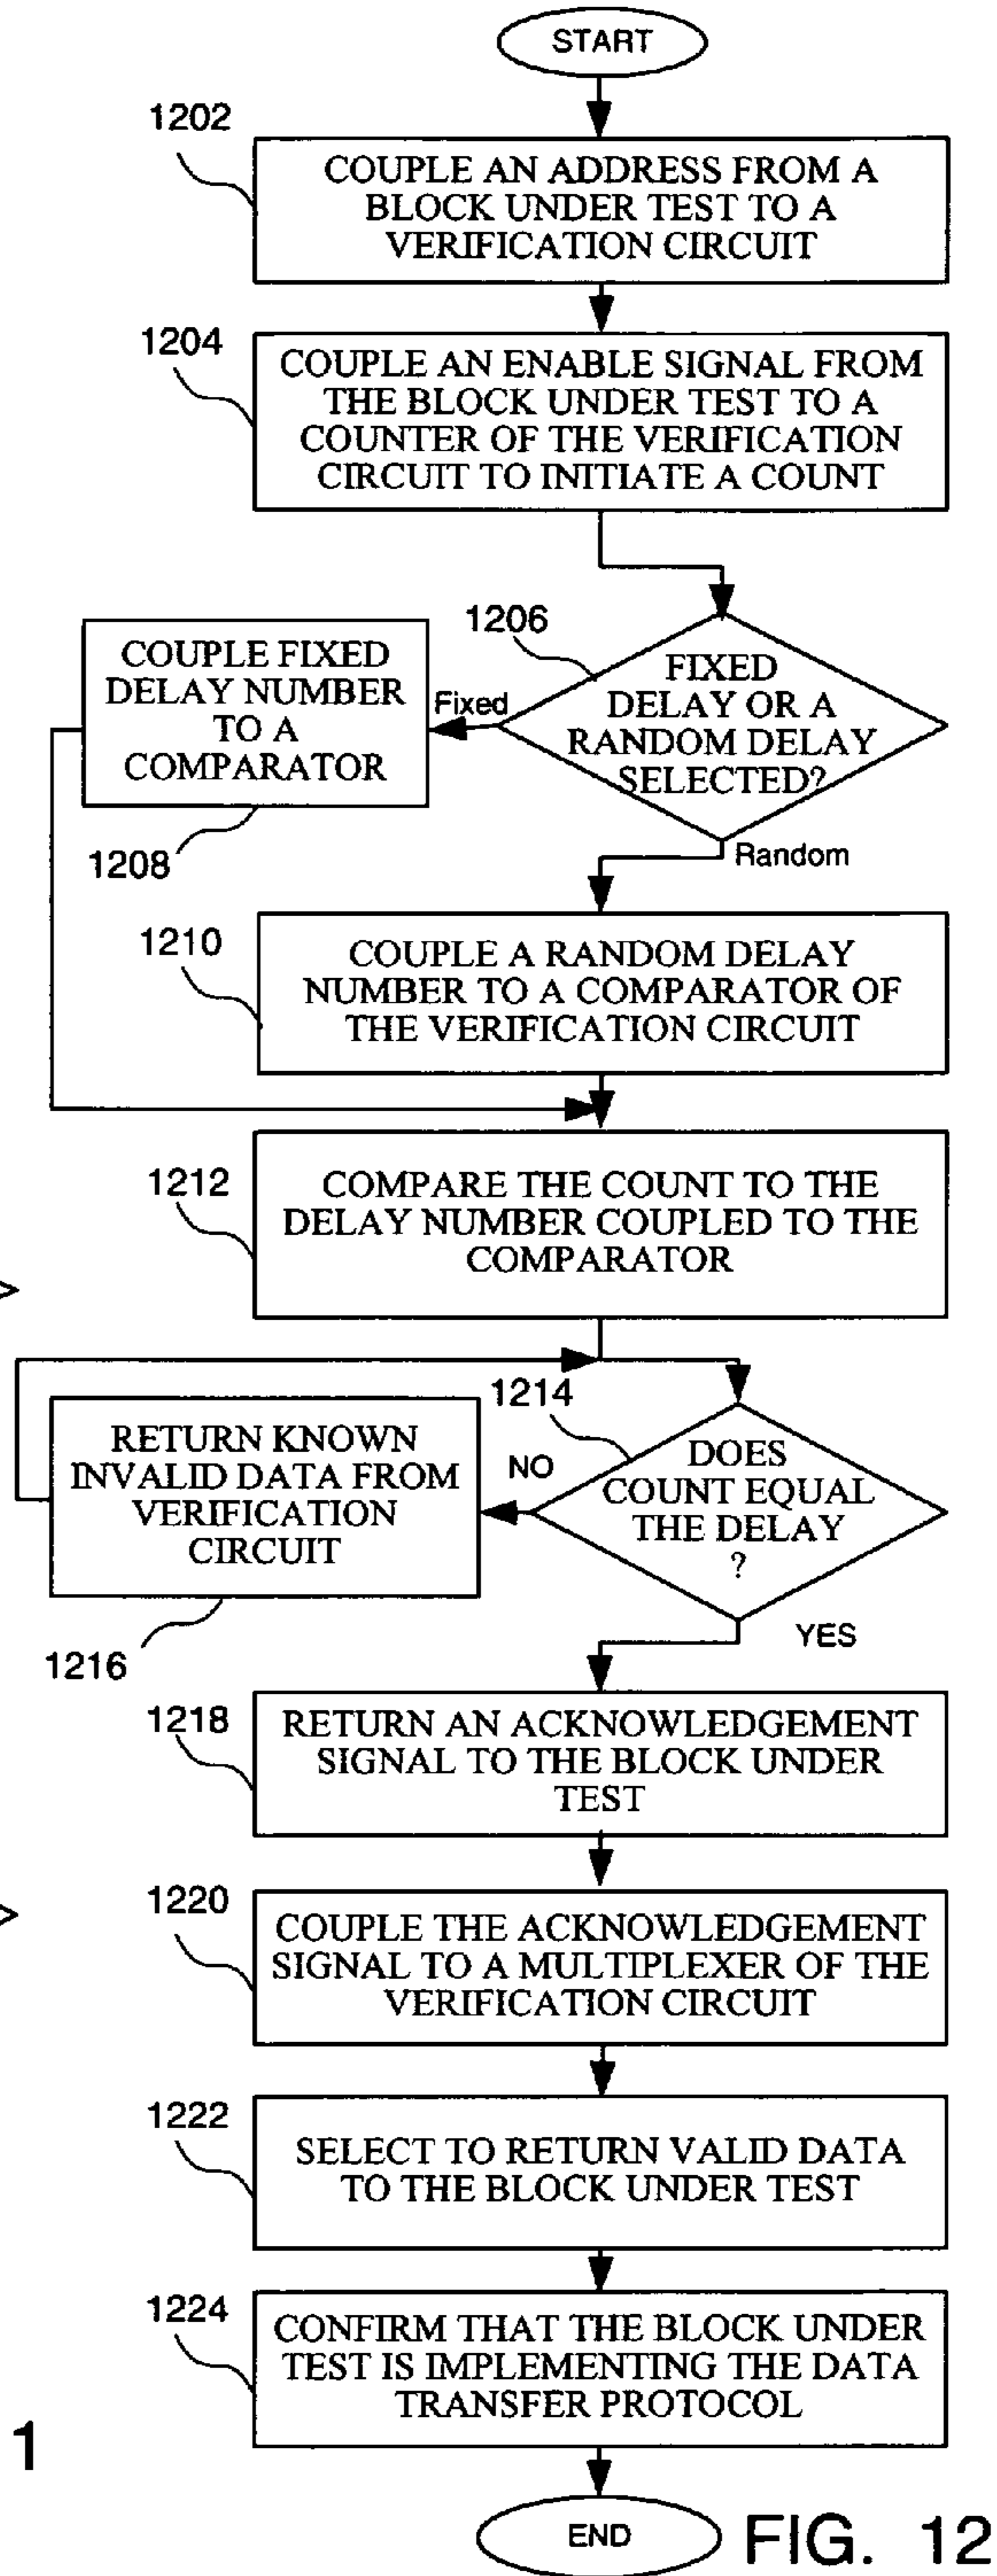 START
1202
COUPLE AN ADDRESS FROM A
BLOCK UNDER TEST TO A
VERIFICATION CIRCUIT
1204
COUPLE AN ENABLE SIGNAL FROM
THE BLOCK UNDER TEST TO A
COUNTER OF THE VERIFICATION
CIRCUIT TO INITIATE A COUNT
1206
FIXED
DELAY OR A
RANDOM DELAY
SELECTED?
Fixed
COUPLE FIXED
DELAY NUMBER
TO A
COMPARATOR
1208
Random
1210
COUPLE A RANDOM DELAY
NUMBER TO A COMPARATOR OF
THE VERIFICATION CIRCUIT
1212
COMPARE THE COUNT TO THE
DELAY NUMBER COUPLED TO THE
COMPARATOR
1214
DOES
COUNT EQUAL
THE DELAY
?
NO
RETURN KNOWN
INVALID DATA FROM
VERIFICATION
CIRCUIT
1216
YES
1218
RETURN AN ACKNOWLEDGEMENT
SIGNAL TO THE BLOCK UNDER
TEST
1220
COUPLE THE ACKNOWLEDGEMENT
SIGNAL TO A MULTIPLEXER OF THE
VERIFICATION CIRCUIT
1222
SELECT TO RETURN VALID DATA
TO THE BLOCK UNDER TEST
1224
CONFIRM THAT THE BLOCK UNDER
TEST IS IMPLEMENTING THE DATA
TRANSFER PROTOCOL
1
END
FIG. 12